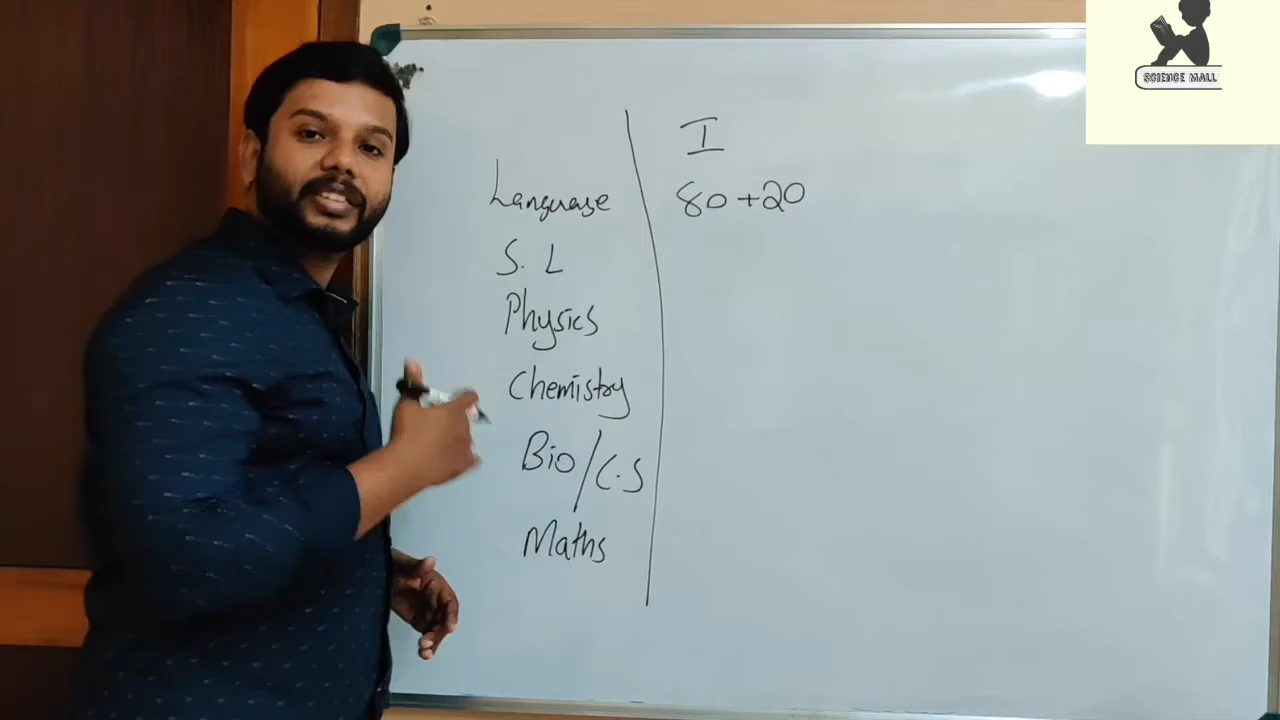 SCIENCE MALL
I
Language 80+20
S. L
Physics
Chemistry
Bio/C.S
Maths